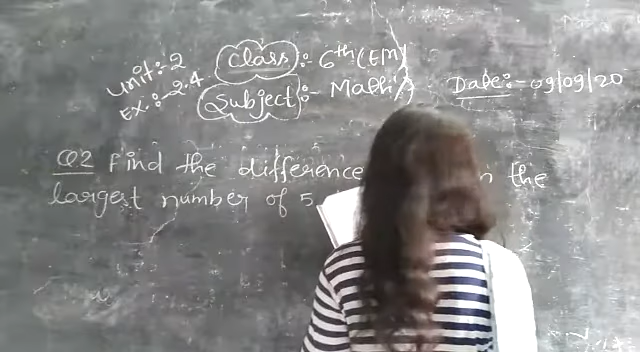 Unit: 2
Ex.: 2.4
Class: 6th (EM)
Subject:- Maths
Date:- 09/09/20
Q2 Find the difference the
largest number of 5